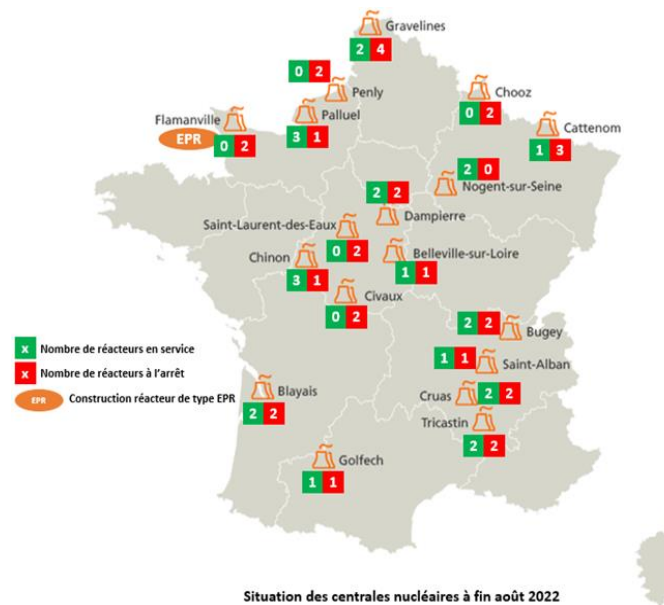 Gravelines
2 4
0 2
Penly
Chooz
0 2
Flamanville
EPR
0 2
Palluel
3 1
Cattenom
1 3
2 0
Nogent-sur-Seine
2 2
Dampierre
Saint-Laurent-des-Eaux
0 2
Chinon
3 1
Belleville-sur-Loire
1 1
Civaux
0 2
2 2
Bugey
x Nombre de réacteurs en service
x Nombre de réacteurs à l'arrêt
EPR Construction réacteur de type EPR
1 1
Saint-Alban
Blayais
2 2
Cruas 2 2
Tricastin
2 2
Golfech
1 1
Situation des centrales nucléaires à fin août 2022